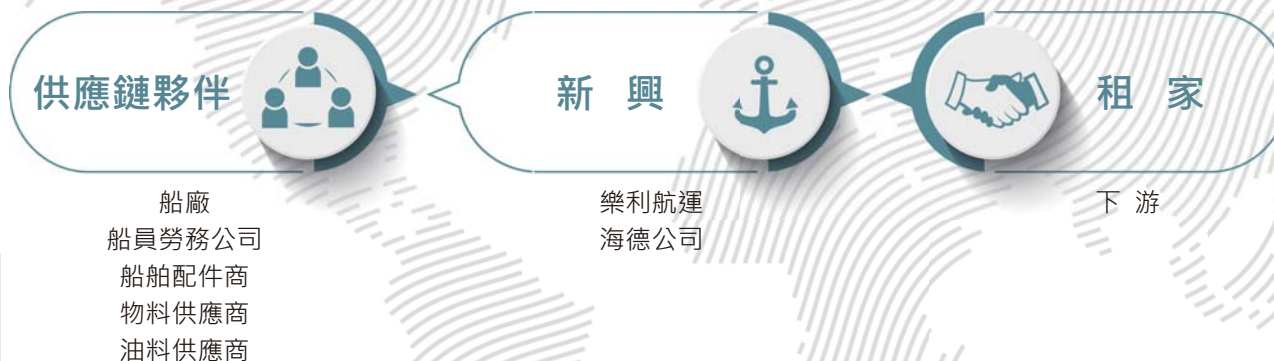 供應鏈夥伴
船廠
船員勞務公司
船舶配件商
物料供應商
油料供應商
新興
樂利航運
海德公司
租家
下游